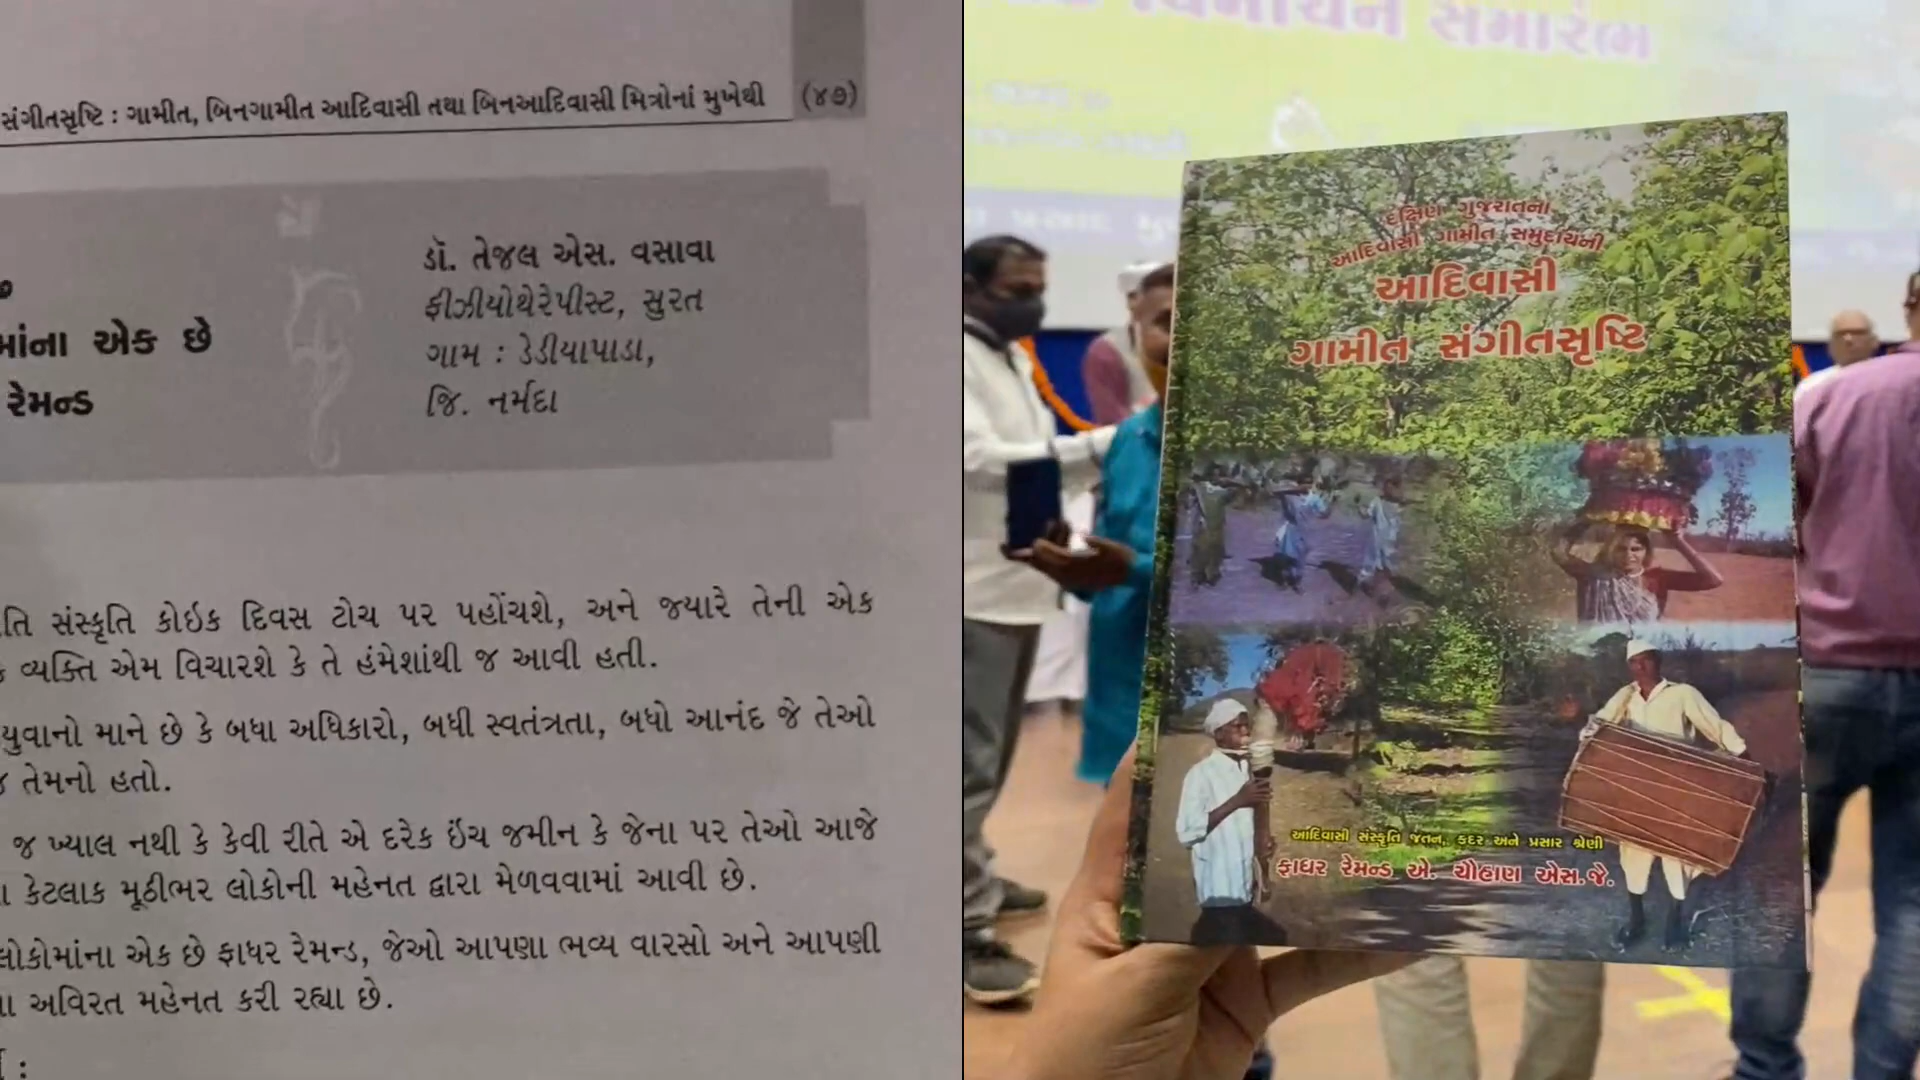 સંગીતસૃષ્ટિ : ગામીત, બિનગામીત આદિવાસી તથા બિનઆદિવાસી મિત્રોનાં મુખેથી (૪૭)
માંના એક છે
રેમન્ડ
ડૉ. તેજલ એસ. વસાવા
ફીઝીયોથેરેપીસ્ટ, સુરત
ગામ : ડેડીયાપાડા,
જિ. નર્મદા
તિ સંસ્કૃતિ કોઇક દિવસ ટોચ પર પહોંચશે, અને જ્યારે તેની એક
વ્યક્તિ એમ વિચારશે કે તે હંમેશાંથી જ આવી હતી.
યુવાનો માને છે કે બધા અધિકારો, બધી સ્વતંત્રતા, બધો આનંદ જે તેઓ
તેમનો હતો.
જ ખ્યાલ નથી કે કેવી રીતે એ દરેક ઈંચ જમીન કે જેના પર તેઓ આજે
કેટલાક મૂઠીભર લોકોની મહેનત દ્વારા મેળવવામાં આવી છે.
લોકોમાંના એક છે ફાધર રેમન્ડ, જેઓ આપણા ભવ્ય વારસો અને આપણી
અવિરત મહેનત કરી રહ્યા છે.
વિમોચન સમારંભ
દક્ષિણ ગુજરાતના
આદિવાસી ગામીત સમુદાયની
આદિવાસી
ગામીત સંગીતસૃષ્ટિ
આદિવાસી સંસ્કૃતિ જતન, કદર અને પ્રસાર શ્રેણી
ફાધર રેમન્ડ એ. ચૌહાણ એસ.જે.